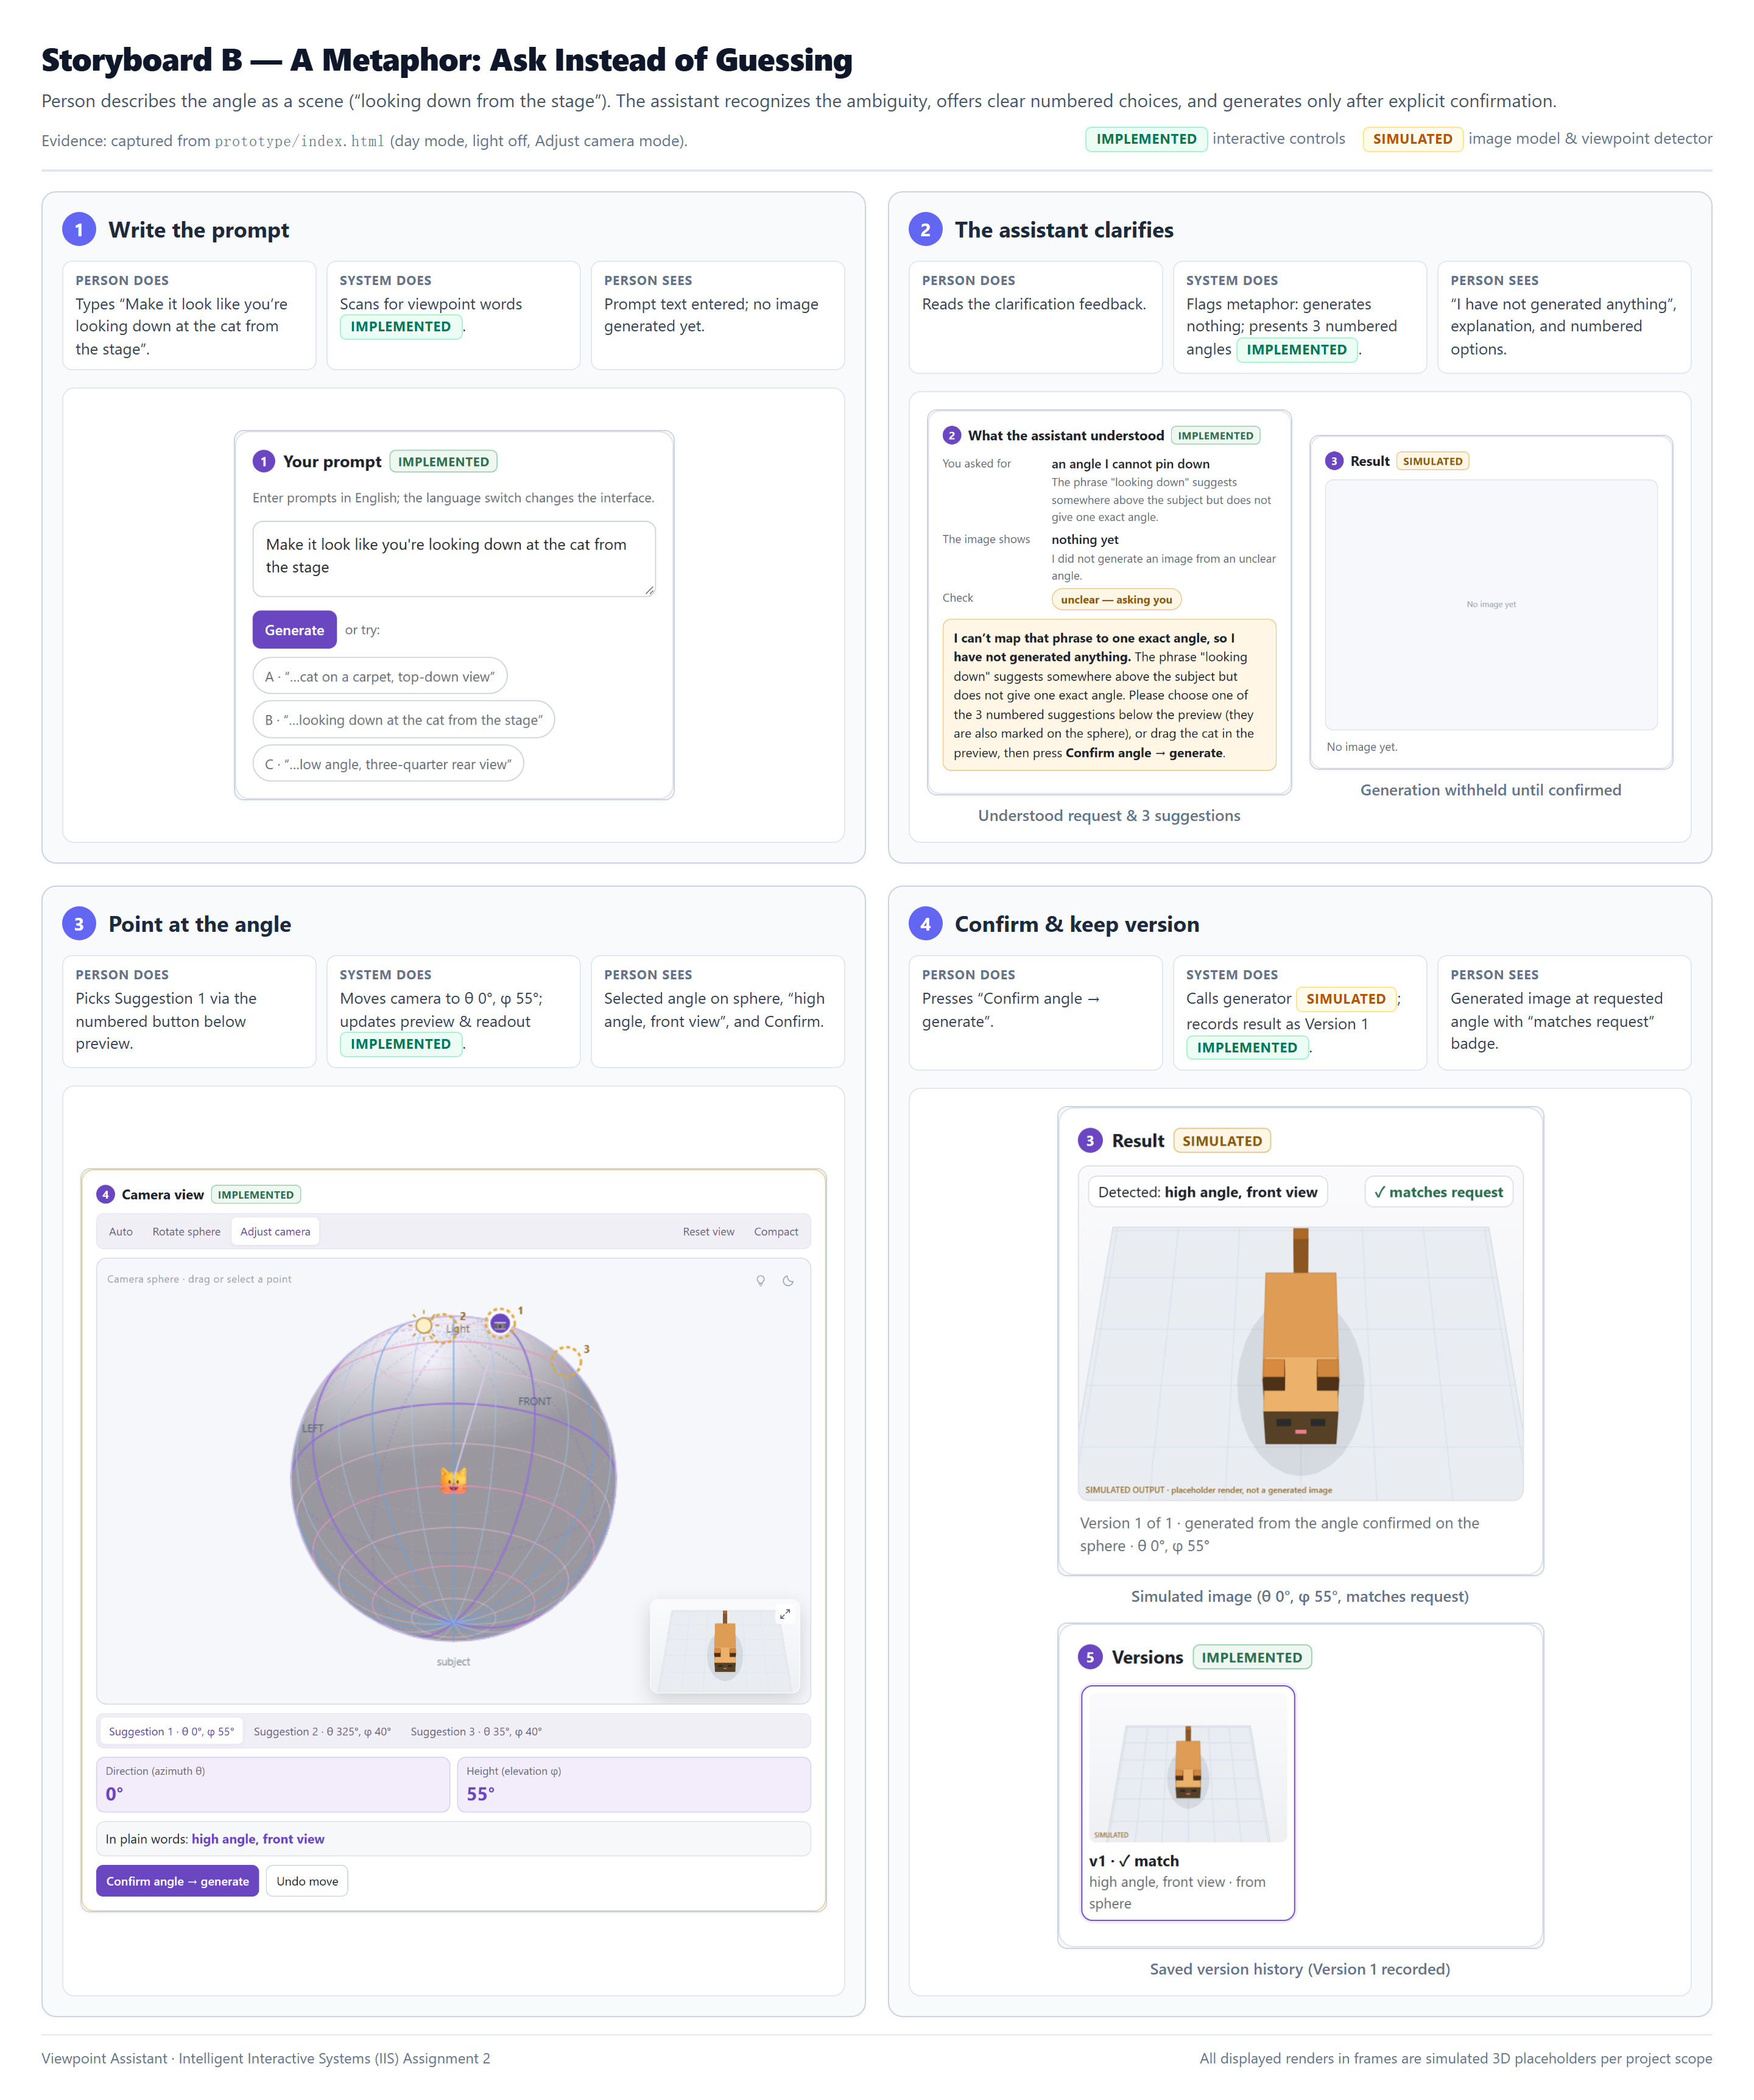 Storyboard B — A Metaphor: Ask Instead of Guessing
Person describes the angle as a scene (“looking down from the stage”). The assistant recognizes the ambiguity, offers clear numbered choices, and generates only after explicit confirmation.
Evidence: captured from prototype/index.html (day mode, light off, Adjust camera mode).
IMPLEMENTED interactive controls SIMULATED image model & viewpoint detector
1 Write the prompt
PERSON DOES
Types “Make it look like you’re
looking down at the cat from
the stage”.
SYSTEM DOES
Scans for viewpoint words
IMPLEMENTED.
PERSON SEES
Prompt text entered; no image
generated yet.
1 Your prompt IMPLEMENTED
Enter prompts in English; the language switch changes the interface.
Make it look like you're looking down at the cat from
the stage
Generate or try:
A · “…cat on a carpet, top-down view”
B · “…looking down at the cat from the stage”
C · “…low angle, three-quarter rear view”
2 The assistant clarifies
PERSON DOES
Reads the clarification feedback.
SYSTEM DOES
Flags metaphor: generates
nothing; presents 3 numbered
angles IMPLEMENTED.
PERSON SEES
“I have not generated anything”,
explanation, and numbered
options.
2 What the assistant understood IMPLEMENTED
You asked for an angle I cannot pin down
The phrase "looking down" suggests
somewhere above the subject but does not
give one exact angle.
The image shows nothing yet
I did not generate an image from an unclear
angle.
Check unclear — asking you
I can’t map that phrase to one exact angle, so I
have not generated anything. The phrase "looking
down" suggests somewhere above the subject but
does not give one exact angle. Please choose one of
the 3 numbered suggestions below the preview (they
are also marked on the sphere), or drag the cat in the
preview, then press Confirm angle → generate.
Understood request & 3 suggestions
3 Result SIMULATED
No image yet
No image yet.
Generation withheld until confirmed
3 Point at the angle
PERSON DOES
Picks Suggestion 1 via the
numbered button below
preview.
SYSTEM DOES
Moves camera to θ 0°, φ 55°;
updates preview & readout
IMPLEMENTED.
PERSON SEES
Selected angle on sphere, “high
angle, front view”, and Confirm.
4 Camera view IMPLEMENTED
Auto Rotate sphere Adjust camera Reset view Compact
Camera sphere · drag or select a point
2
1
Light
3
FRONT
LEFT
subject
Suggestion 1 · θ 0°, φ 55° Suggestion 2 · θ 325°, φ 40° Suggestion 3 · θ 35°, φ 40°
Direction (azimuth θ)
0°
Height (elevation φ)
55°
In plain words: high angle, front view
Confirm angle → generate Undo move
4 Confirm & keep version
PERSON DOES
Presses “Confirm angle →
generate”.
SYSTEM DOES
Calls generator SIMULATED;
records result as Version 1
IMPLEMENTED.
PERSON SEES
Generated image at requested
angle with “matches request”
badge.
3 Result SIMULATED
Detected: high angle, front view ✓ matches request
SIMULATED OUTPUT · placeholder render, not a generated image
Version 1 of 1 · generated from the angle confirmed on the
sphere · θ 0°, φ 55°
Simulated image (θ 0°, φ 55°, matches request)
5 Versions IMPLEMENTED
SIMULATED
v1 · ✓ match
high angle, front view · from
sphere
Saved version history (Version 1 recorded)
Viewpoint Assistant · Intelligent Interactive Systems (IIS) Assignment 2
All displayed renders in frames are simulated 3D placeholders per project scope